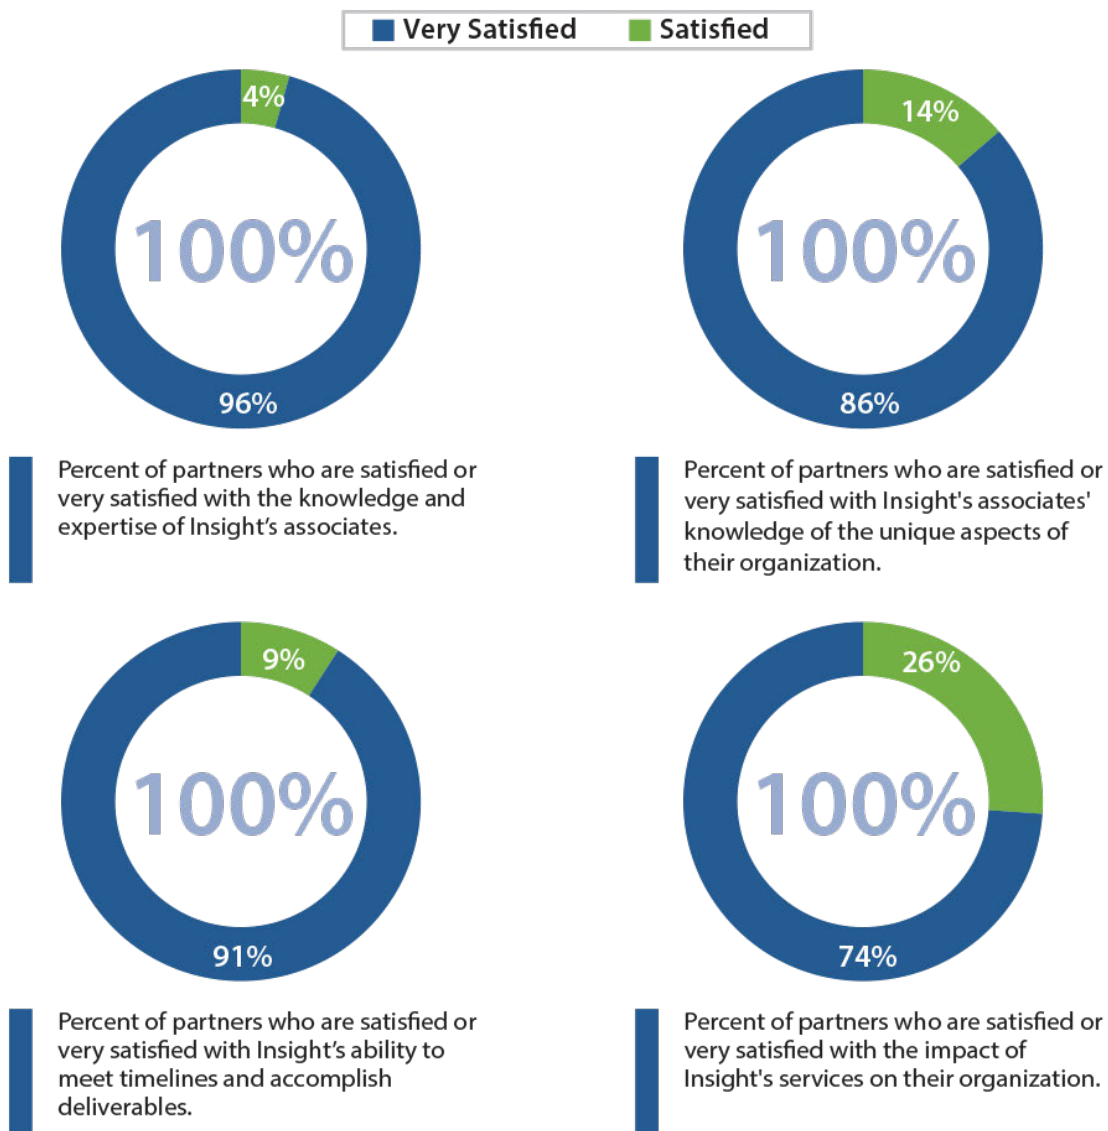 Very Satisfied Satisfied
4%
100%
96%
Percent of partners who are satisfied or
very satisfied with the knowledge and
expertise of Insight’s associates.
14%
100%
86%
Percent of partners who are satisfied or
very satisfied with Insight's associates'
knowledge of the unique aspects of
their organization.
9%
100%
91%
Percent of partners who are satisfied or
very satisfied with Insight’s ability to
meet timelines and accomplish
deliverables.
26%
100%
74%
Percent of partners who are satisfied or
very satisfied with the impact of
Insight's services on their organization.